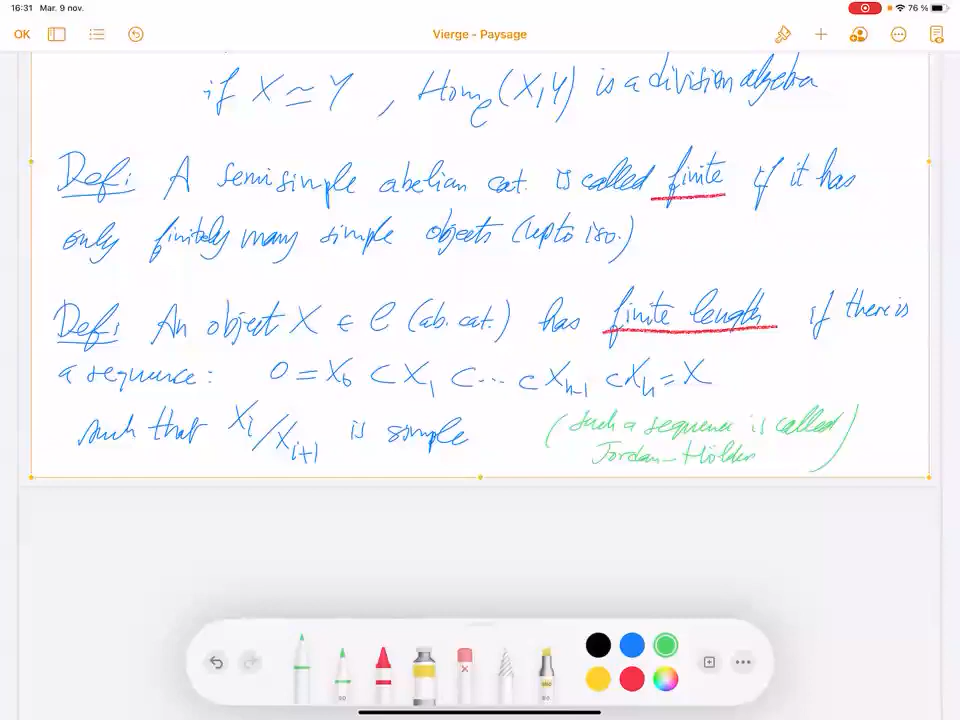 16:31 Mar. 9 nov. 76 %
OK Vierge - Paysage
if X ≃ Y , Hom_C(X,Y) is a division algebra
Def: A semisimple abelian cat. is called finite if it has
only finitely many simple objects (up to iso.)
Def: An object X ∈ C (ab. cat.) has finite length if there is
a sequence: 0 = X_0 ⊂ X_1 ⊂ ... ⊂ X_{n-1} ⊂ X_n = X
such that X_i/X_{i+1} is simple (such a sequence is called)
Jordan-Hölder